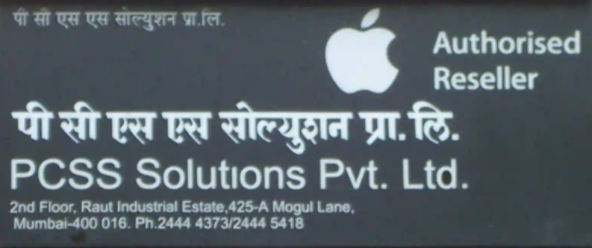 पी सी एस एस सोल्युशन प्रा.लि.
Authorised
Reseller
पी सी एस एस सोल्युशन प्रा. लि.
PCSS Solutions Pvt. Ltd.
2nd Floor, Raut Industrial Estate,425-A Mogul Lane,
Mumbai-400 016. Ph.2444 4373/2444 5418